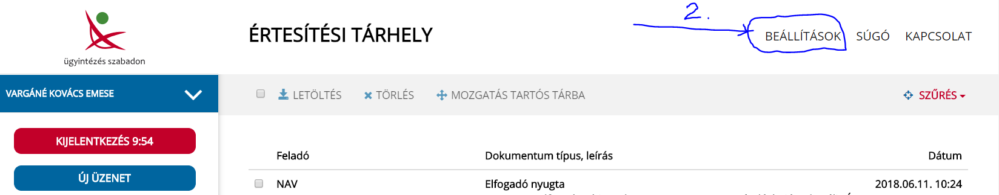 2.
ügyintézés szabadon
ÉRTESÍTÉSI TÁRHELY
BEÁLLÍTÁSOK SÚGÓ KAPCSOLAT
VARGÁNÉ KOVÁCS EMESE
LETÖLTÉS TÖRLÉS MOZGATÁS TARTÓS TÁRBA SZŰRÉS
KIJELENTKEZÉS 9:54
ÚJ ÜZENET
Feladó Dokumentum típus, leírás Dátum
NAV Elfogadó nyugta 2018.06.11. 10:24